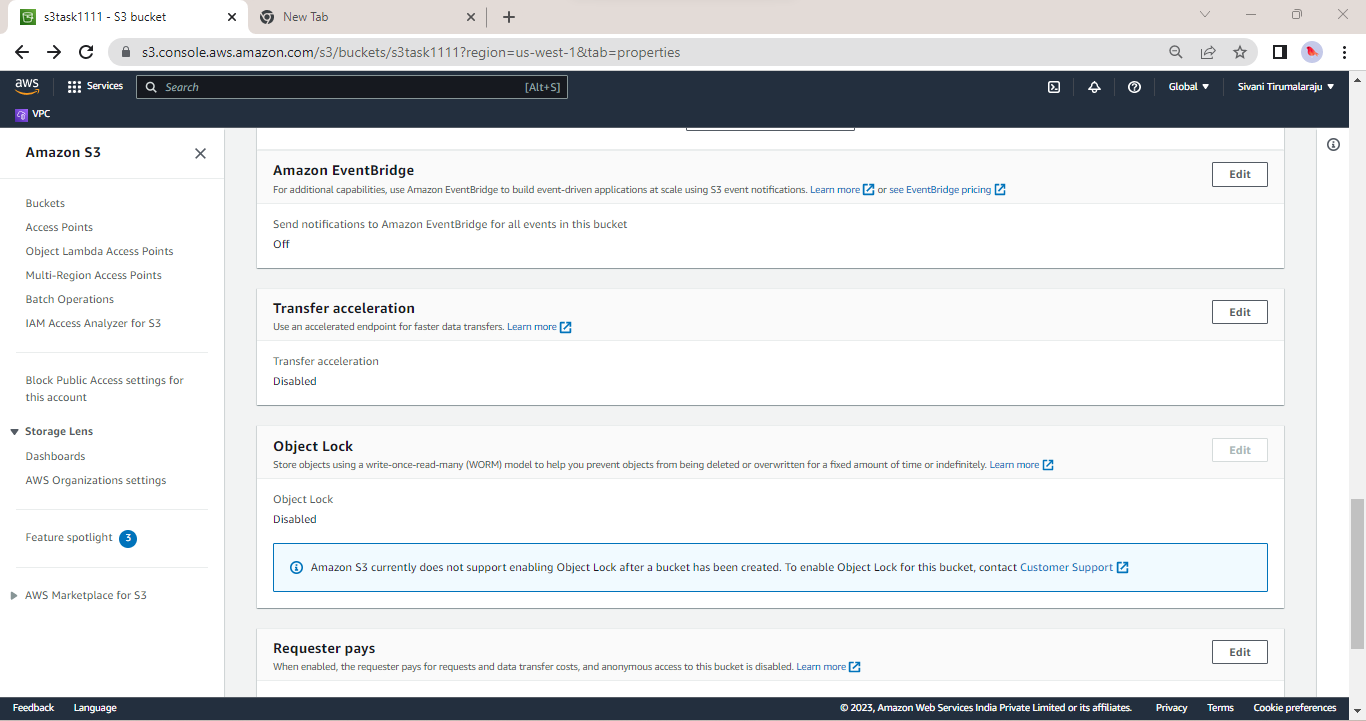 s3task1111 - S3 bucket
New Tab
s3.console.aws.amazon.com/s3/buckets/s3task1111?region=us-west-1&tab=properties
aws
Services
Search [Alt+S]
Global
Sivani Tirumalaraju
VPC
Amazon S3
Buckets
Access Points
Object Lambda Access Points
Multi-Region Access Points
Batch Operations
IAM Access Analyzer for S3
Block Public Access settings for
this account
Storage Lens
Dashboards
AWS Organizations settings
Feature spotlight 3
AWS Marketplace for S3
Amazon EventBridge
Edit
For additional capabilities, use Amazon EventBridge to build event-driven applications at scale using S3 event notifications. Learn more or see EventBridge pricing
Send notifications to Amazon EventBridge for all events in this bucket
Off
Transfer acceleration
Edit
Use an accelerated endpoint for faster data transfers. Learn more
Transfer acceleration
Disabled
Object Lock
Edit
Store objects using a write-once-read-many (WORM) model to help you prevent objects from being deleted or overwritten for a fixed amount of time or indefinitely. Learn more
Object Lock
Disabled
Amazon S3 currently does not support enabling Object Lock after a bucket has been created. To enable Object Lock for this bucket, contact Customer Support
Requester pays
Edit
When enabled, the requester pays for requests and data transfer costs, and anonymous access to this bucket is disabled. Learn more
Feedback Language
© 2023, Amazon Web Services India Private Limited or its affiliates. Privacy Terms Cookie preferences